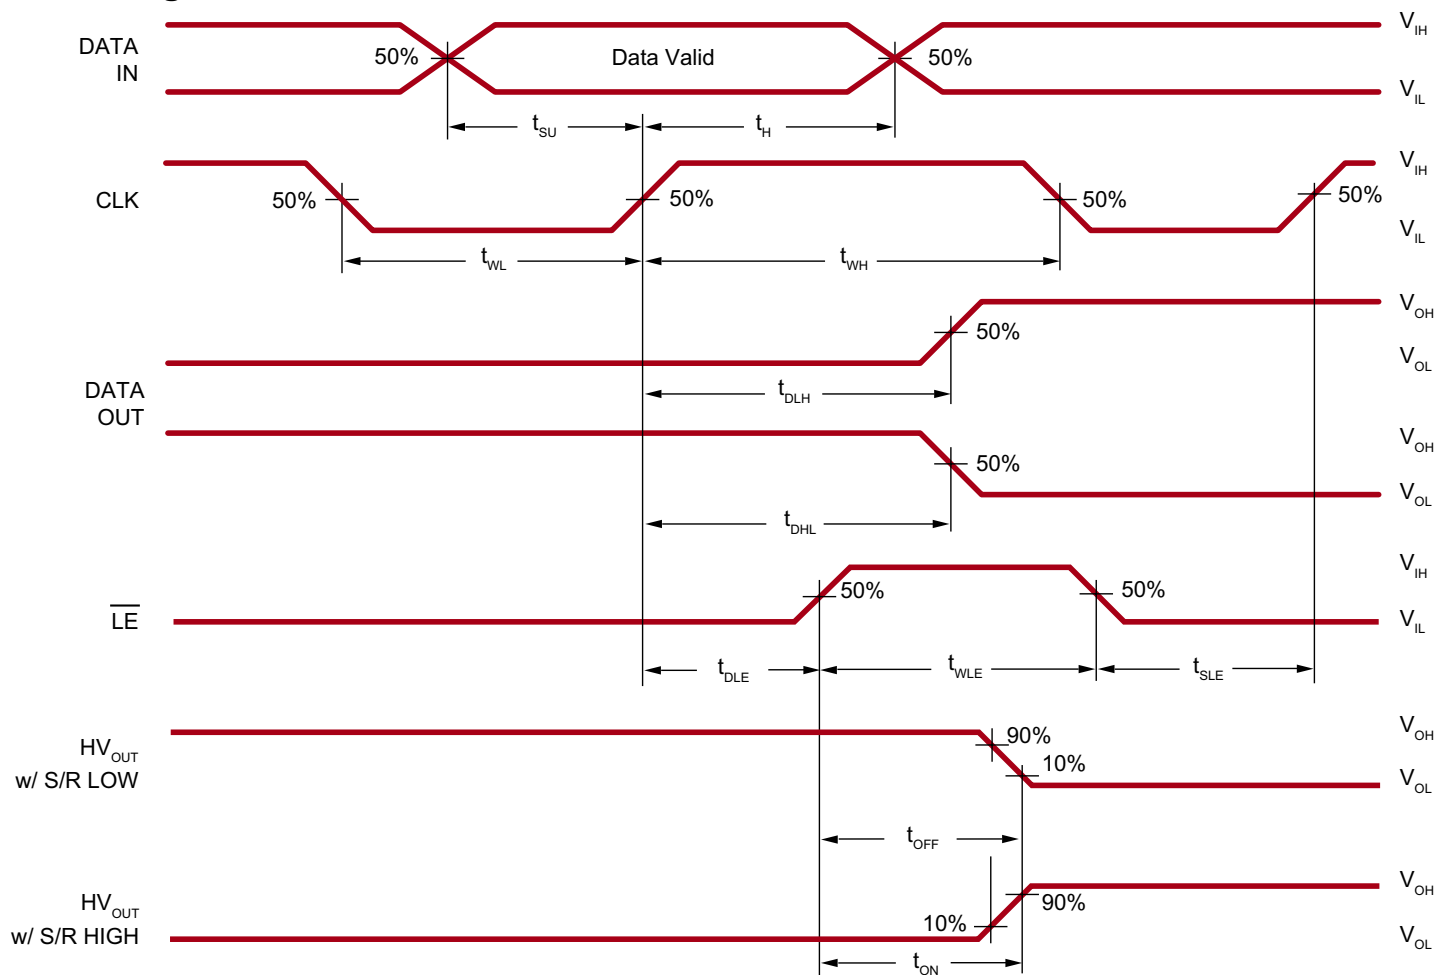 g
V_IH
DATA
IN
50%
Data Valid
50%
V_IL
t_SU
t_H
V_IH
CLK
50%
50%
50%
50%
V_IL
t_WL
t_WH
V_OH
50%
V_OL
DATA
OUT
t_DLH
V_OH
50%
V_OL
t_DHL
V_IH
LE
50%
50%
V_IL
t_DLE
t_WLE
t_SLE
V_OH
HV_OUT
w/ S/R LOW
90%
10%
V_OL
t_OFF
V_OH
HV_OUT
w/ S/R HIGH
10%
90%
V_OL
t_ON